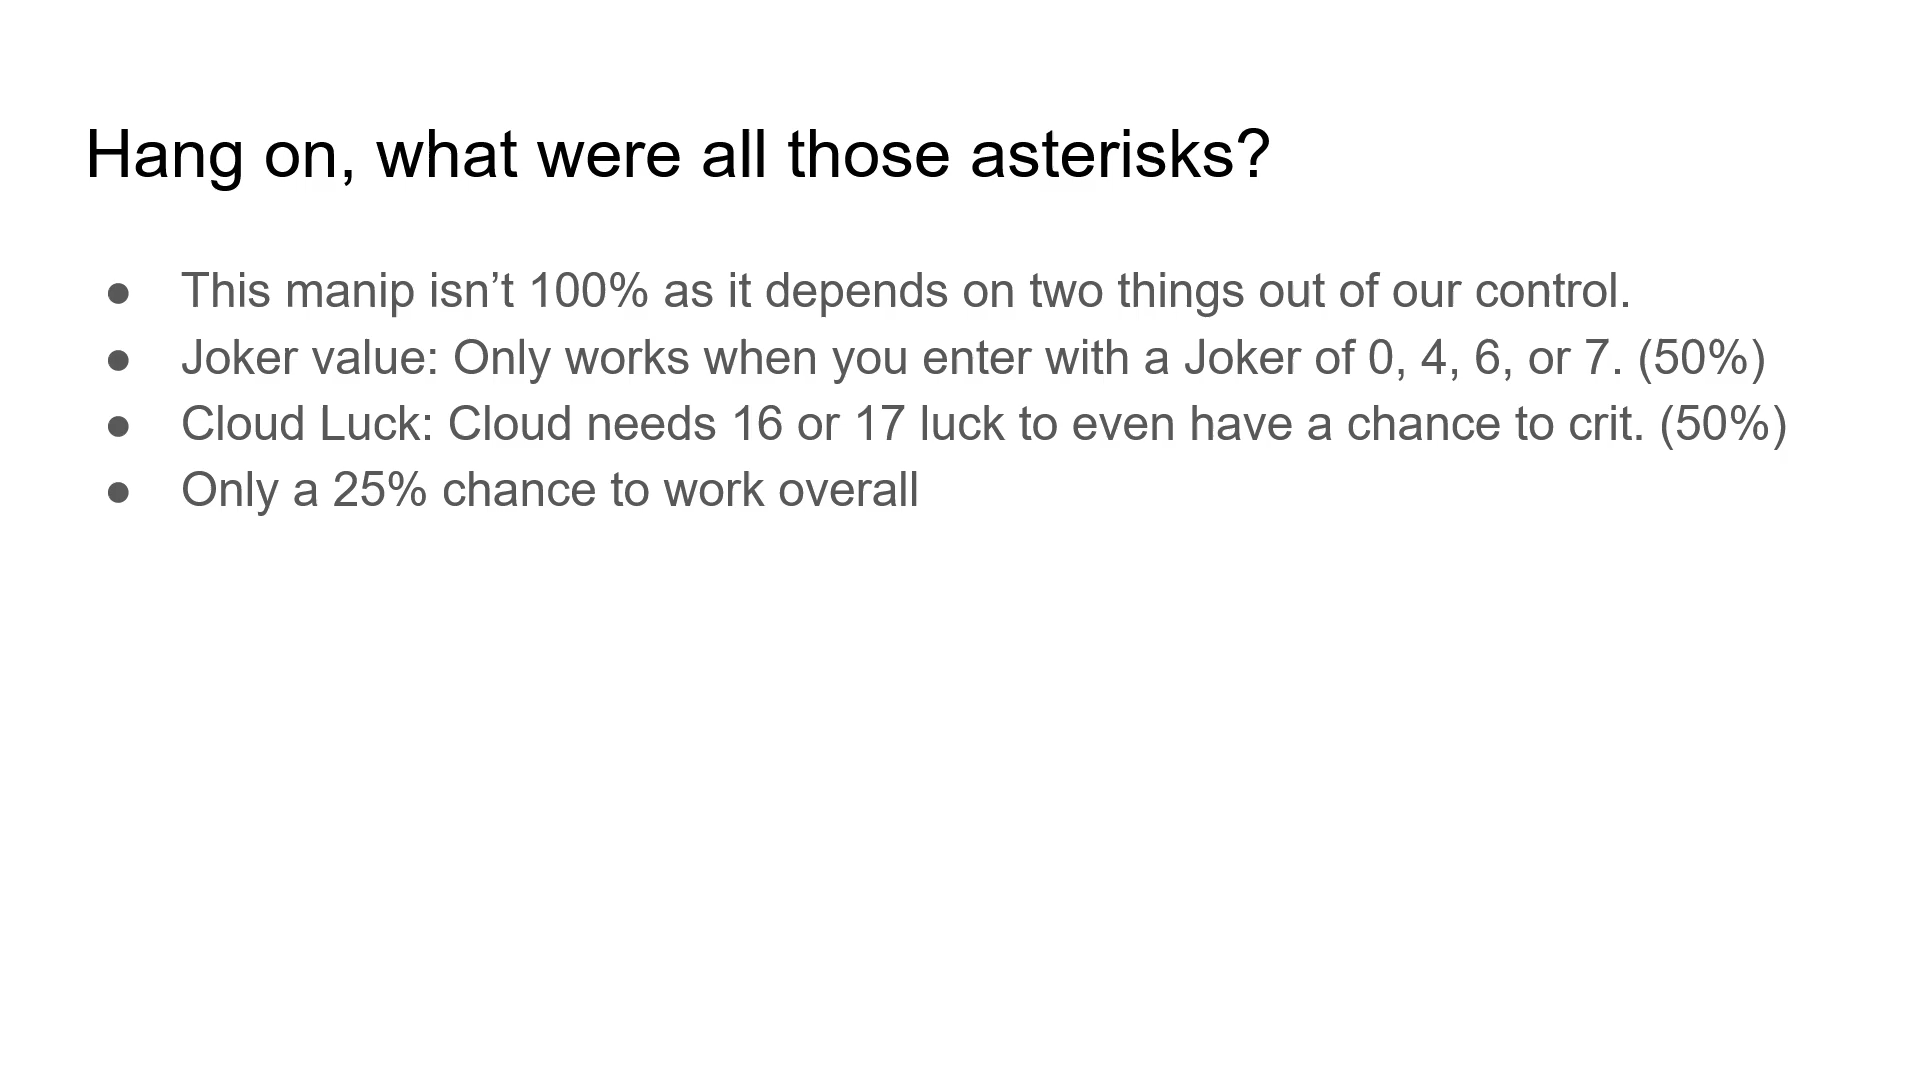 Hang on, what were all those asterisks?
● This manip isn’t 100% as it depends on two things out of our control.
● Joker value: Only works when you enter with a Joker of 0, 4, 6, or 7. (50%)
● Cloud Luck: Cloud needs 16 or 17 luck to even have a chance to crit. (50%)
● Only a 25% chance to work overall